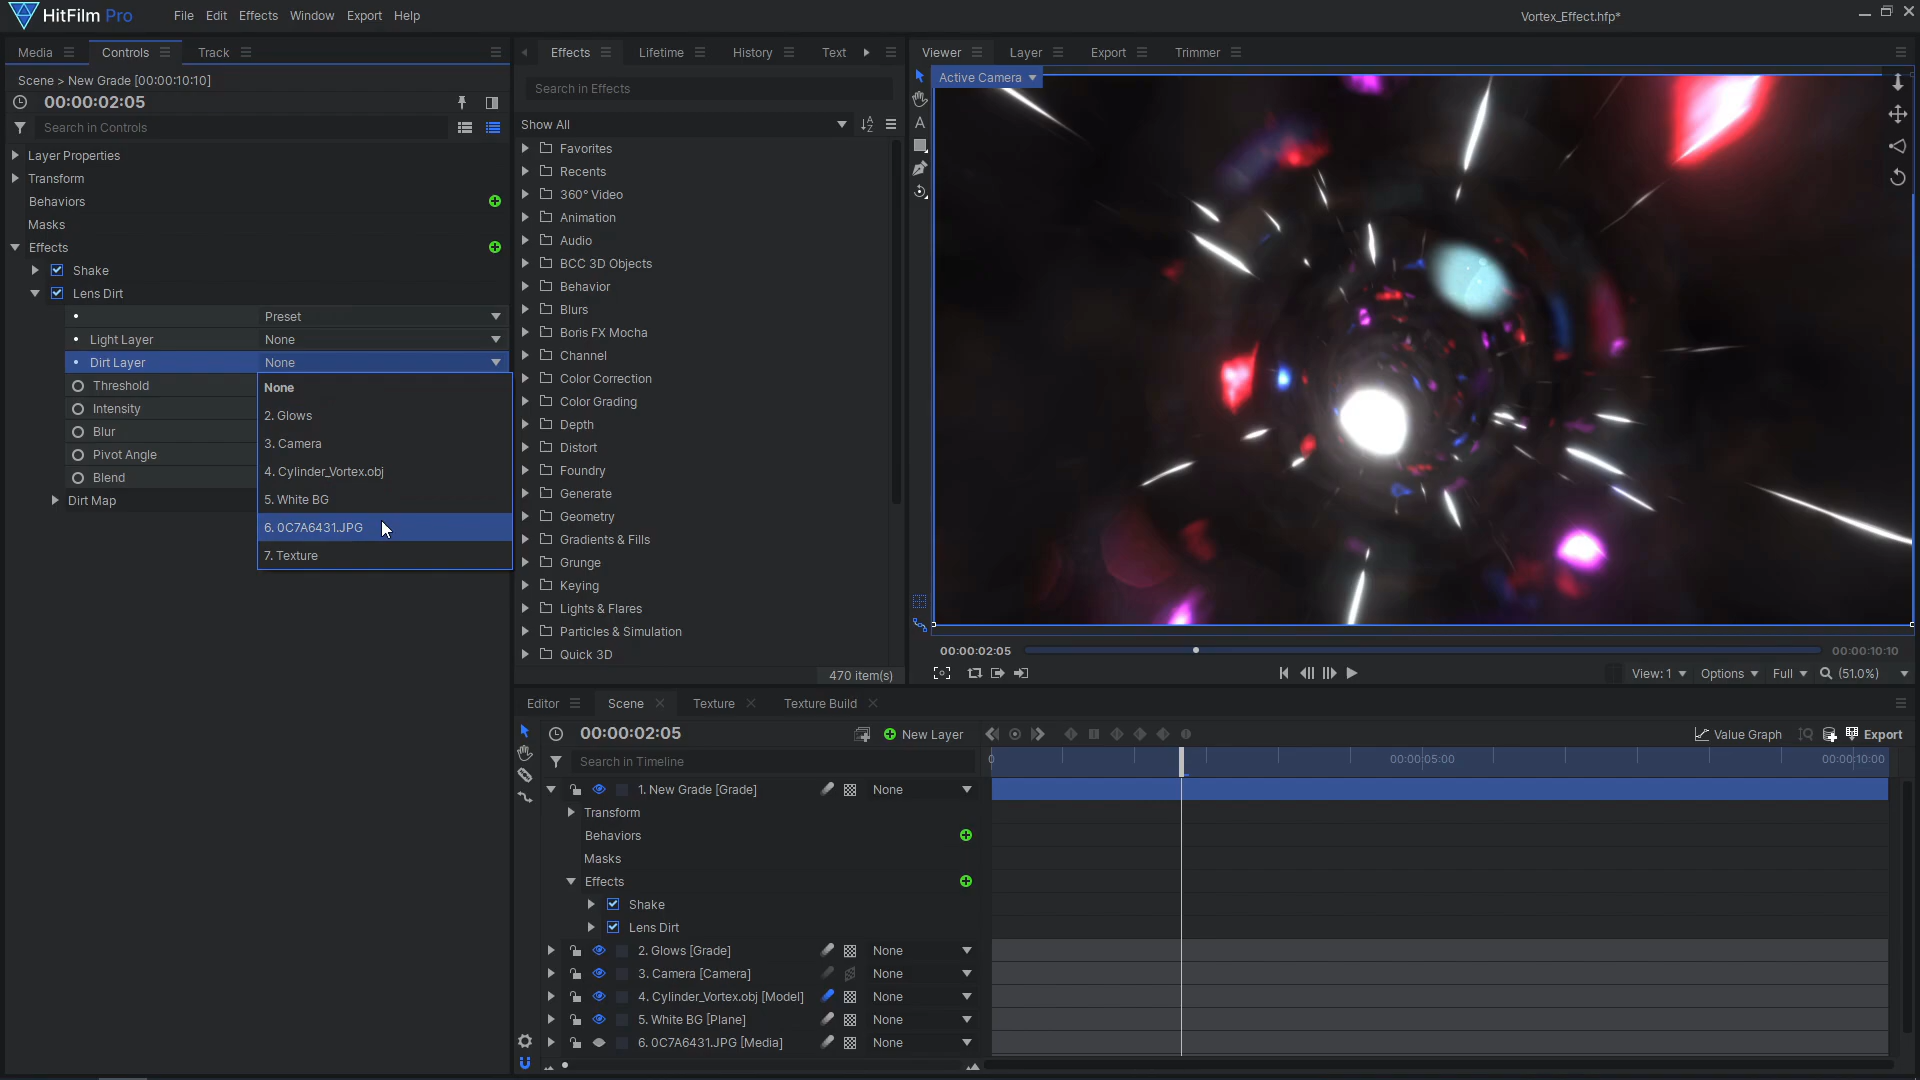 HitFilm Pro
File Edit Effects Window Export Help
Vortex_Effect.hfp*
Media Controls Track
Scene > New Grade [00:00:10:10]
00:00:02:05
Search in Controls
Layer Properties
Transform
Behaviors
Masks
Effects
Shake
Lens Dirt
Preset
Light Layer None
Dirt Layer None
Threshold
Intensity
Blur
Pivot Angle
Blend
Dirt Map
None
2. Glows
3. Camera
4. Cylinder_Vortex.obj
5. White BG
6. 0C7A6431.JPG
7. Texture
Effects Lifetime History Text
Search in Effects
Show All
Favorites
Recents
360° Video
Animation
Audio
BCC 3D Objects
Behavior
Blurs
Boris FX Mocha
Channel
Color Correction
Color Grading
Depth
Distort
Foundry
Generate
Geometry
Gradients & Fills
Grunge
Keying
Lights & Flares
Particles & Simulation
Quick 3D
470 item(s)
Viewer Layer Export Trimmer
Active Camera
00:00:02:05 00:00:10:10
View: 1 Options Full (51.0%)
Editor Scene Texture Texture Build
00:00:02:05 New Layer Value Graph Export
Search in Timeline 0 00:00:05:00 00:00:10:00
1. New Grade [Grade] None
Transform
Behaviors
Masks
Effects
Shake
Lens Dirt
2. Glows [Grade] None
3. Camera [Camera] None
4. Cylinder_Vortex.obj [Model] None
5. White BG [Plane] None
6. 0C7A6431.JPG [Media] None